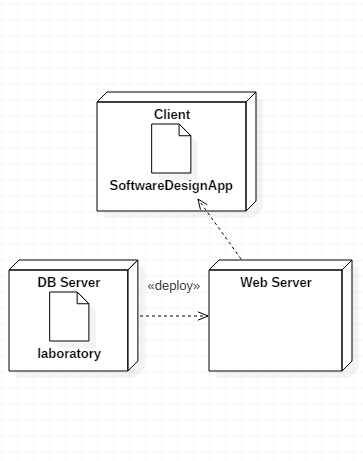 Client
SoftwareDesignApp
DB Server
laboratory
«deploy»
Web Server